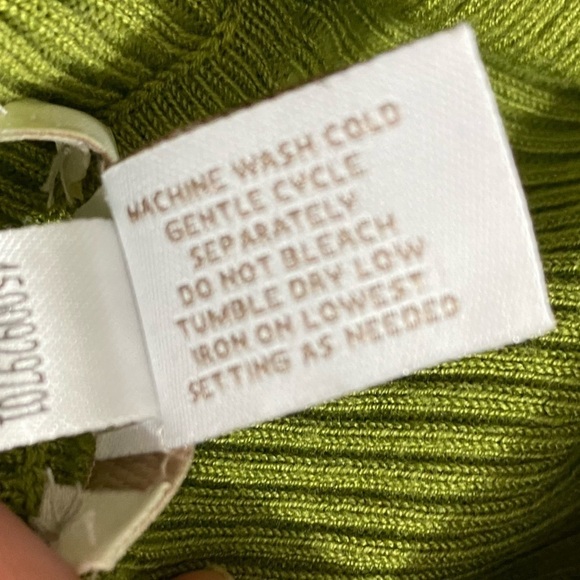 MACHINE WASH COLD
GENTLE CYCLE
SEPARATELY
DO NOT BLEACH
TUMBLE DRY LOW
IRON ON LOWEST
SETTING AS NEEDED